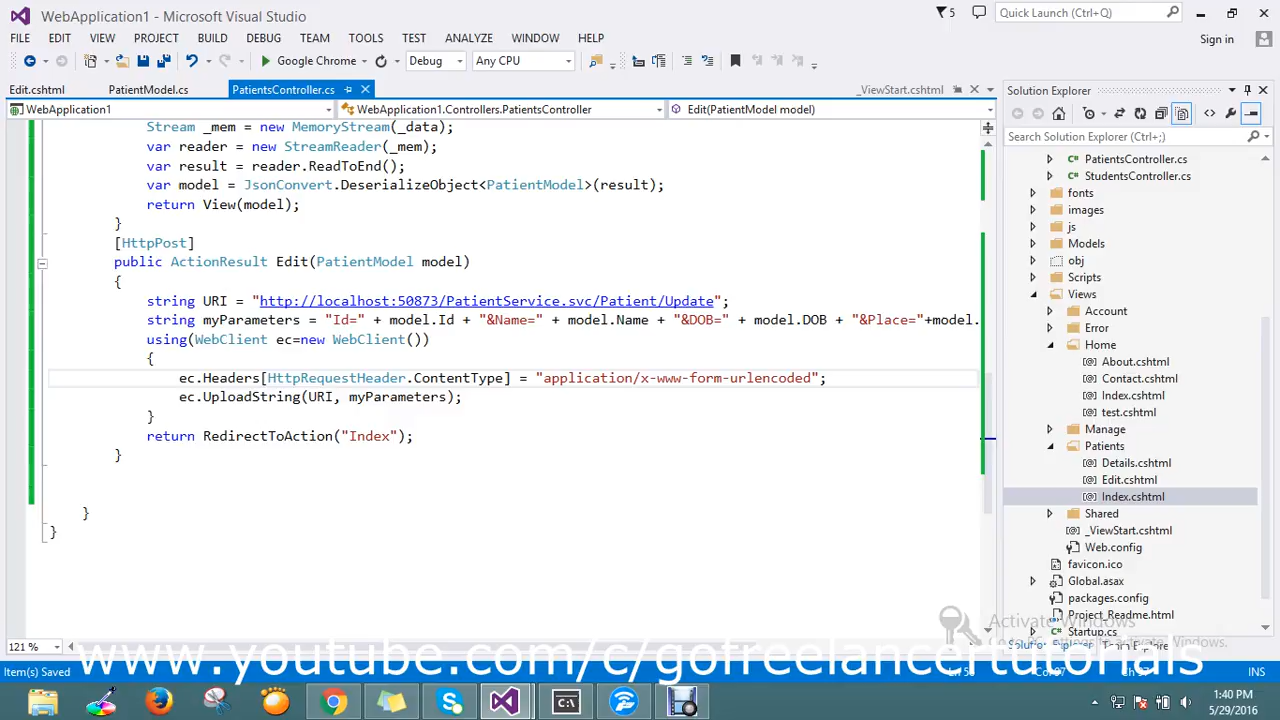 WebApplication1 - Microsoft Visual Studio
5
Quick Launch (Ctrl+Q)
FILE EDIT VIEW PROJECT BUILD DEBUG TEAM TOOLS TEST ANALYZE WINDOW HELP
Sign in
Google Chrome
Debug
Any CPU
Edit.cshtml
PatientModel.cs
PatientsController.cs
_ViewStart.cshtml
Solution Explorer
WebApplication1
WebApplication1.Controllers.PatientsController
Edit(PatientModel model)
Search Solution Explorer (Ctrl+;)
Stream _mem = new MemoryStream(_data);
var reader = new StreamReader(_mem);
var result = reader.ReadToEnd();
var model = JsonConvert.DeserializeObject<PatientModel>(result);
return View(model);
}
[HttpPost]
public ActionResult Edit(PatientModel model)
{
string URI = "http://localhost:50873/PatientService.svc/Patient/Update";
string myParameters = "Id=" + model.Id + "&Name=" + model.Name + "&DOB=" + model.DOB + "&Place="+model.
using(WebClient ec=new WebClient())
{
ec.Headers[HttpRequestHeader.ContentType] = "application/x-www-form-urlencoded";
ec.UploadString(URI, myParameters);
}
return RedirectToAction("Index");
}
}
}
PatientsController.cs
StudentsController.cs
fonts
images
js
Models
obj
Scripts
Views
Account
Error
Home
About.cshtml
Contact.cshtml
Index.cshtml
test.cshtml
Manage
Patients
Details.cshtml
Edit.cshtml
Index.cshtml
Shared
_ViewStart.cshtml
Web.config
favicon.ico
Global.asax
packages.config
Project_Readme.html
Startup.cs
Activate Windows
121 %
www.youtube.com/c/gofreelancertutorials
Item(s) Saved
INS
1:40 PM
5/29/2016